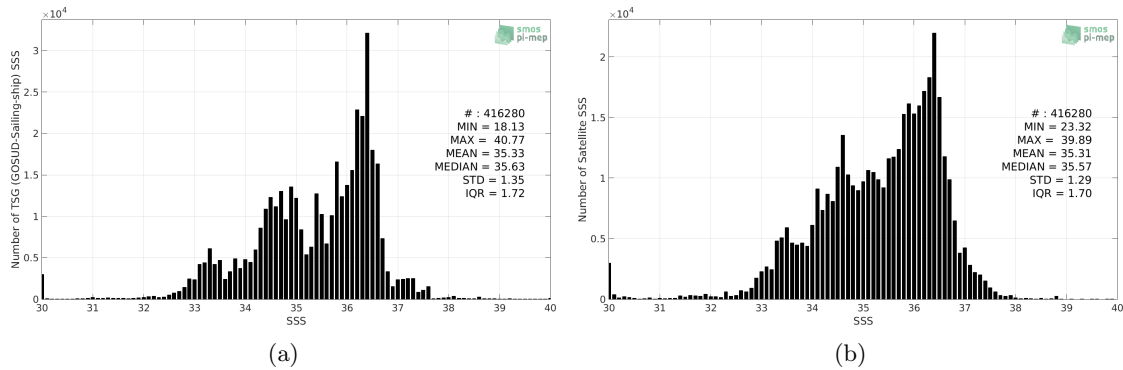 ×10⁴
smos
pi-mep
Number of TSG (GOSUD-Sailing-ship) SSS
3
2.5
2
1.5
1
0.5
0
# : 416280
MIN = 18.13
MAX = 40.77
MEAN = 35.33
MEDIAN = 35.63
STD = 1.35
IQR = 1.72
30 31 32 33 34 35 36 37 38 39 40
SSS
(a)
×10⁴
smos
pi-mep
Number of Satellite SSS
2
1.5
1
0.5
0
# : 416280
MIN = 23.32
MAX = 39.89
MEAN = 35.31
MEDIAN = 35.57
STD = 1.29
IQR = 1.70
30 31 32 33 34 35 36 37 38 39 40
SSS
(b)